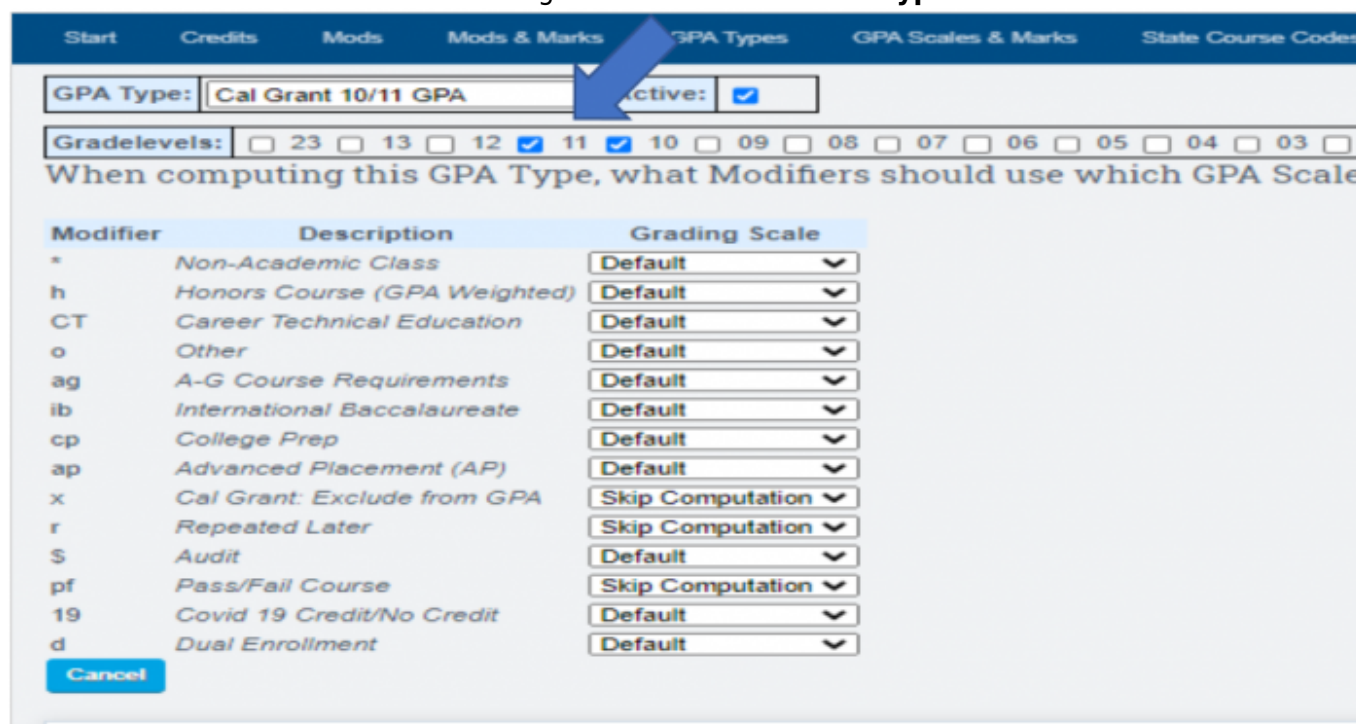 Start Credits Mods Mods & Marks GPA Types GPA Scales & Marks State Course Codes
GPA Type: Cal Grant 10/11 GPA Active:
Gradelevels: 23 13 12 11 10 09 08 07 06 05 04 03
When computing this GPA Type, what Modifiers should use which GPA Scale
Modifier Description Grading Scale
* Non-Academic Class Default
h Honors Course (GPA Weighted) Default
CT Career Technical Education Default
o Other Default
ag A-G Course Requirements Default
ib International Baccalaureate Default
cp College Prep Default
ap Advanced Placement (AP) Default
x Cal Grant: Exclude from GPA Skip Computation
r Repeated Later Skip Computation
$ Audit Default
pf Pass/Fail Course Skip Computation
19 Covid 19 Credit/No Credit Default
d Dual Enrollment Default
Cancel